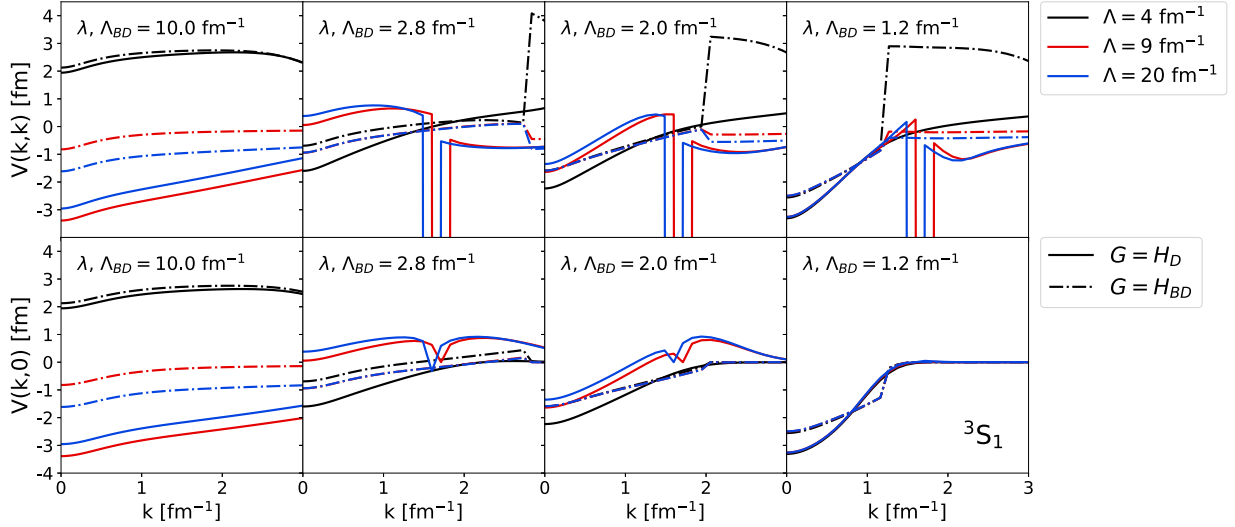 λ, Λ_BD = 10.0 fm⁻¹
λ, Λ_BD = 2.8 fm⁻¹
λ, Λ_BD = 2.0 fm⁻¹
λ, Λ_BD = 1.2 fm⁻¹
Λ = 4 fm⁻¹
Λ = 9 fm⁻¹
Λ = 20 fm⁻¹
V(k,k) [fm]
4
3
2
1
0
-1
-2
-3
λ, Λ_BD = 10.0 fm⁻¹
λ, Λ_BD = 2.8 fm⁻¹
λ, Λ_BD = 2.0 fm⁻¹
λ, Λ_BD = 1.2 fm⁻¹
G = H_D
G = H_BD
V(k,0) [fm]
4
3
2
1
0
-1
-2
-3
-4
³S₁
0 1 2 0 1 2 0 1 2 0 1 2 3
k [fm⁻¹] k [fm⁻¹] k [fm⁻¹] k [fm⁻¹]